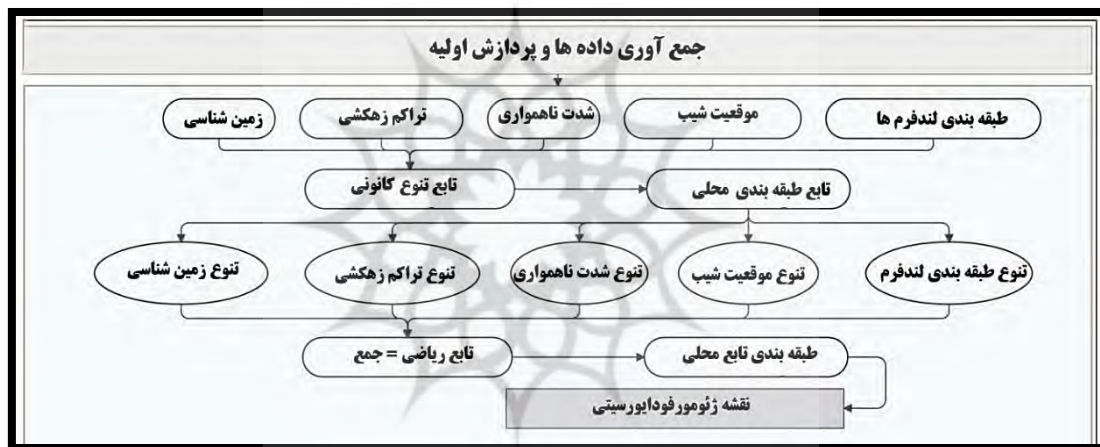 جمع آوری داده ها و پردازش اولیه
طبقه بندی لندفرم ها
موقعیت شیب
شدت ناهمواری
تراکم زهکشی
زمین شناسی
تابع تنوع کانونی
تابع طبقه بندی محلی
تنوع طبقه بندی لندفرم
تنوع موقعیت شیب
تنوع شدت ناهمواری
تنوع تراکم زهکشی
تنوع زمین شناسی
تابع ریاضی = جمع
طبقه بندی تابع محلی
نقشه ژئومورفودایورسیتی